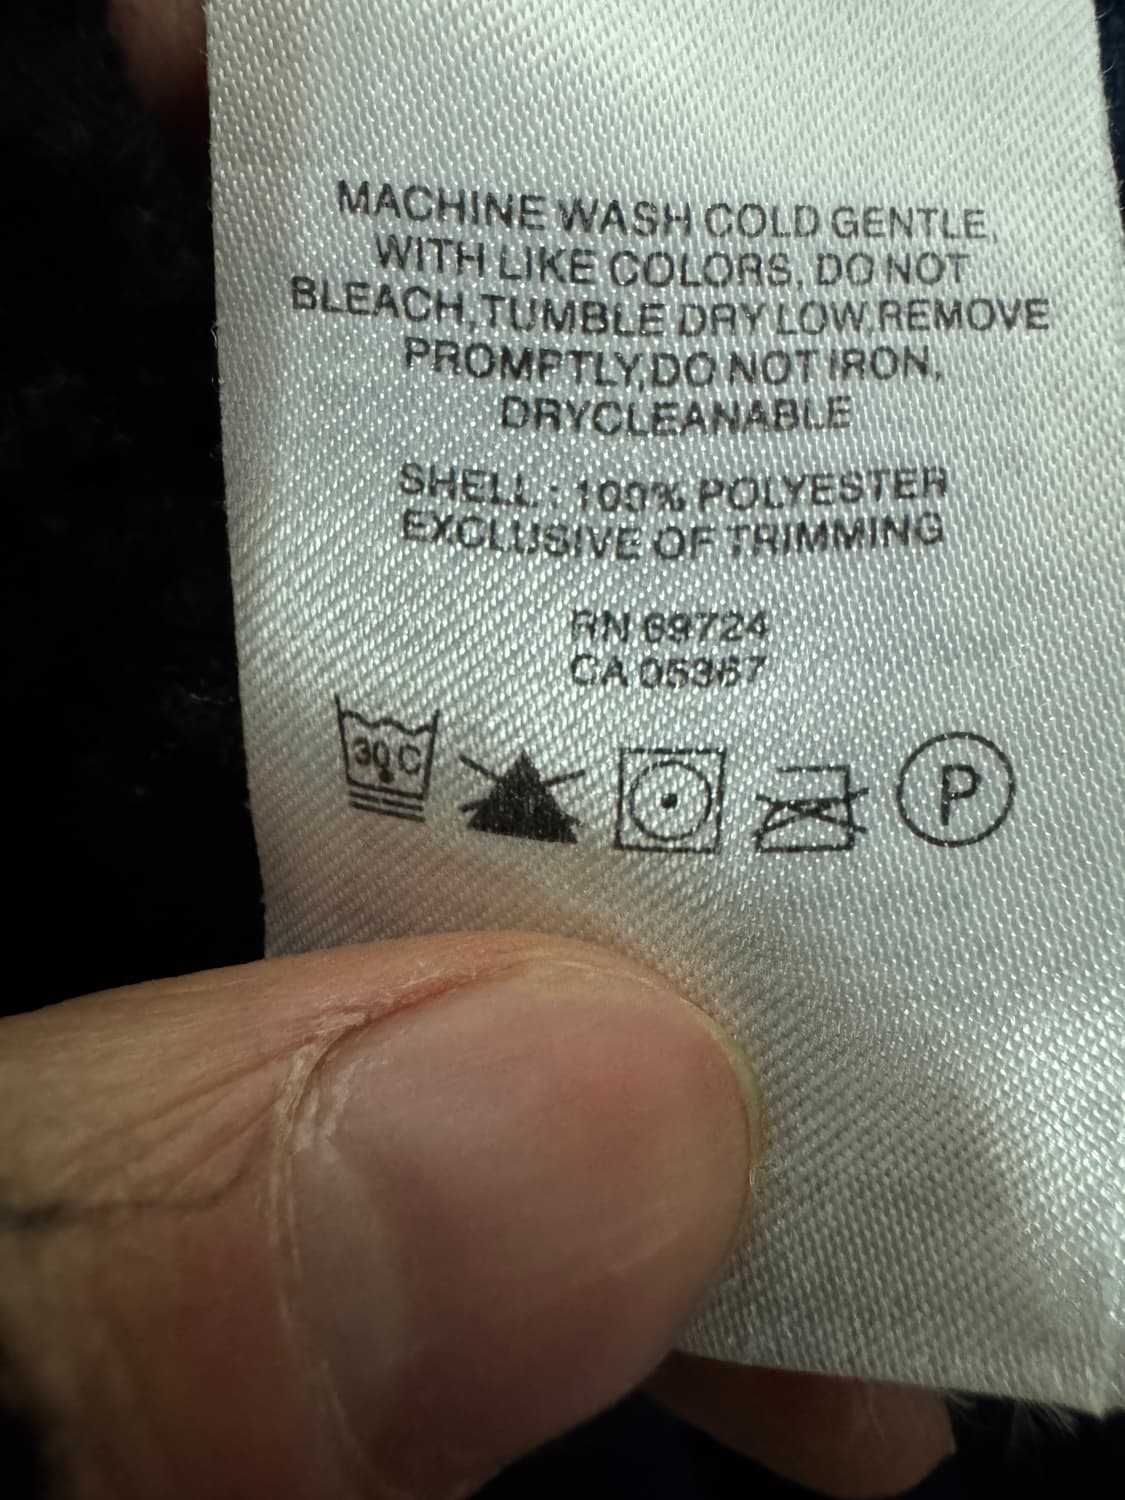 MACHINE WASH COLD GENTLE,
WITH LIKE COLORS, DO NOT
BLEACH,TUMBLE DRY LOW,REMOVE
PROMPTLY,DO NOT IRON,
DRYCLEANABLE
SHELL : 100% POLYESTER
EXCLUSIVE OF TRIMMING
RN 69724
CA 05367
30 C P